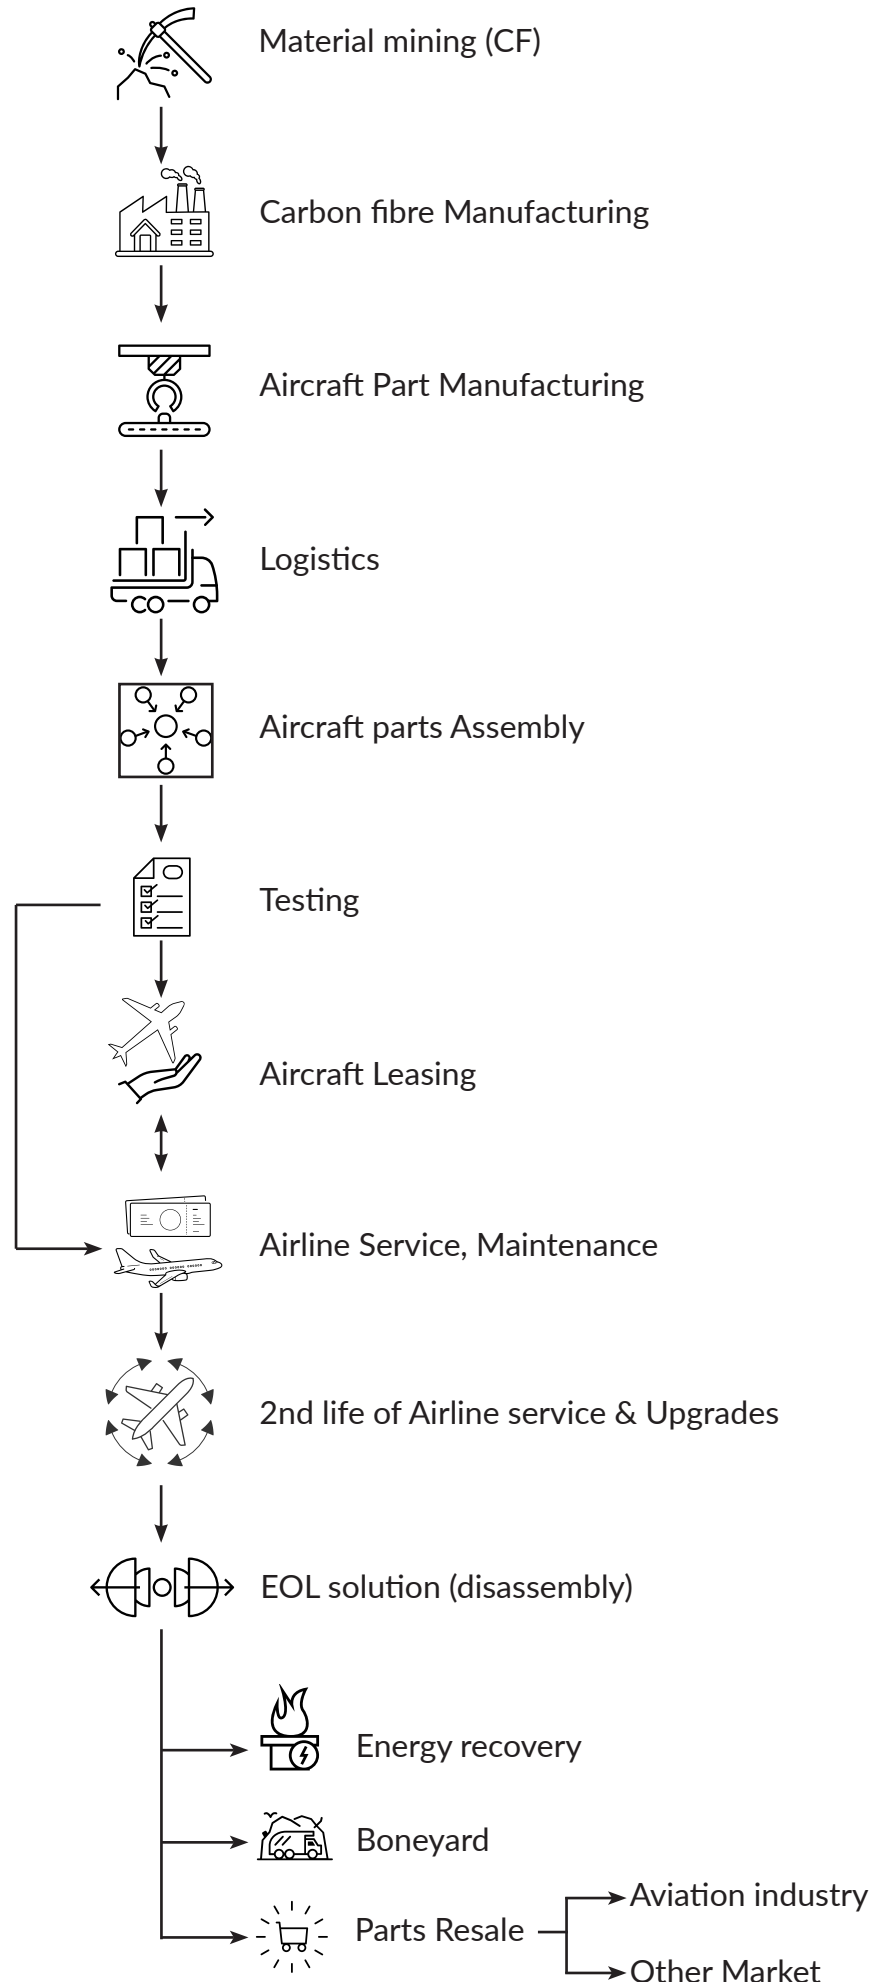 Material mining (CF)
Carbon fibre Manufacturing
Aircraft Part Manufacturing
Logistics
Aircraft parts Assembly
Testing
Aircraft Leasing
Airline Service, Maintenance
2nd life of Airline service & Upgrades
EOL solution (disassembly)
Energy recovery
Boneyard
Aviation industry
Parts Resale
Other Market